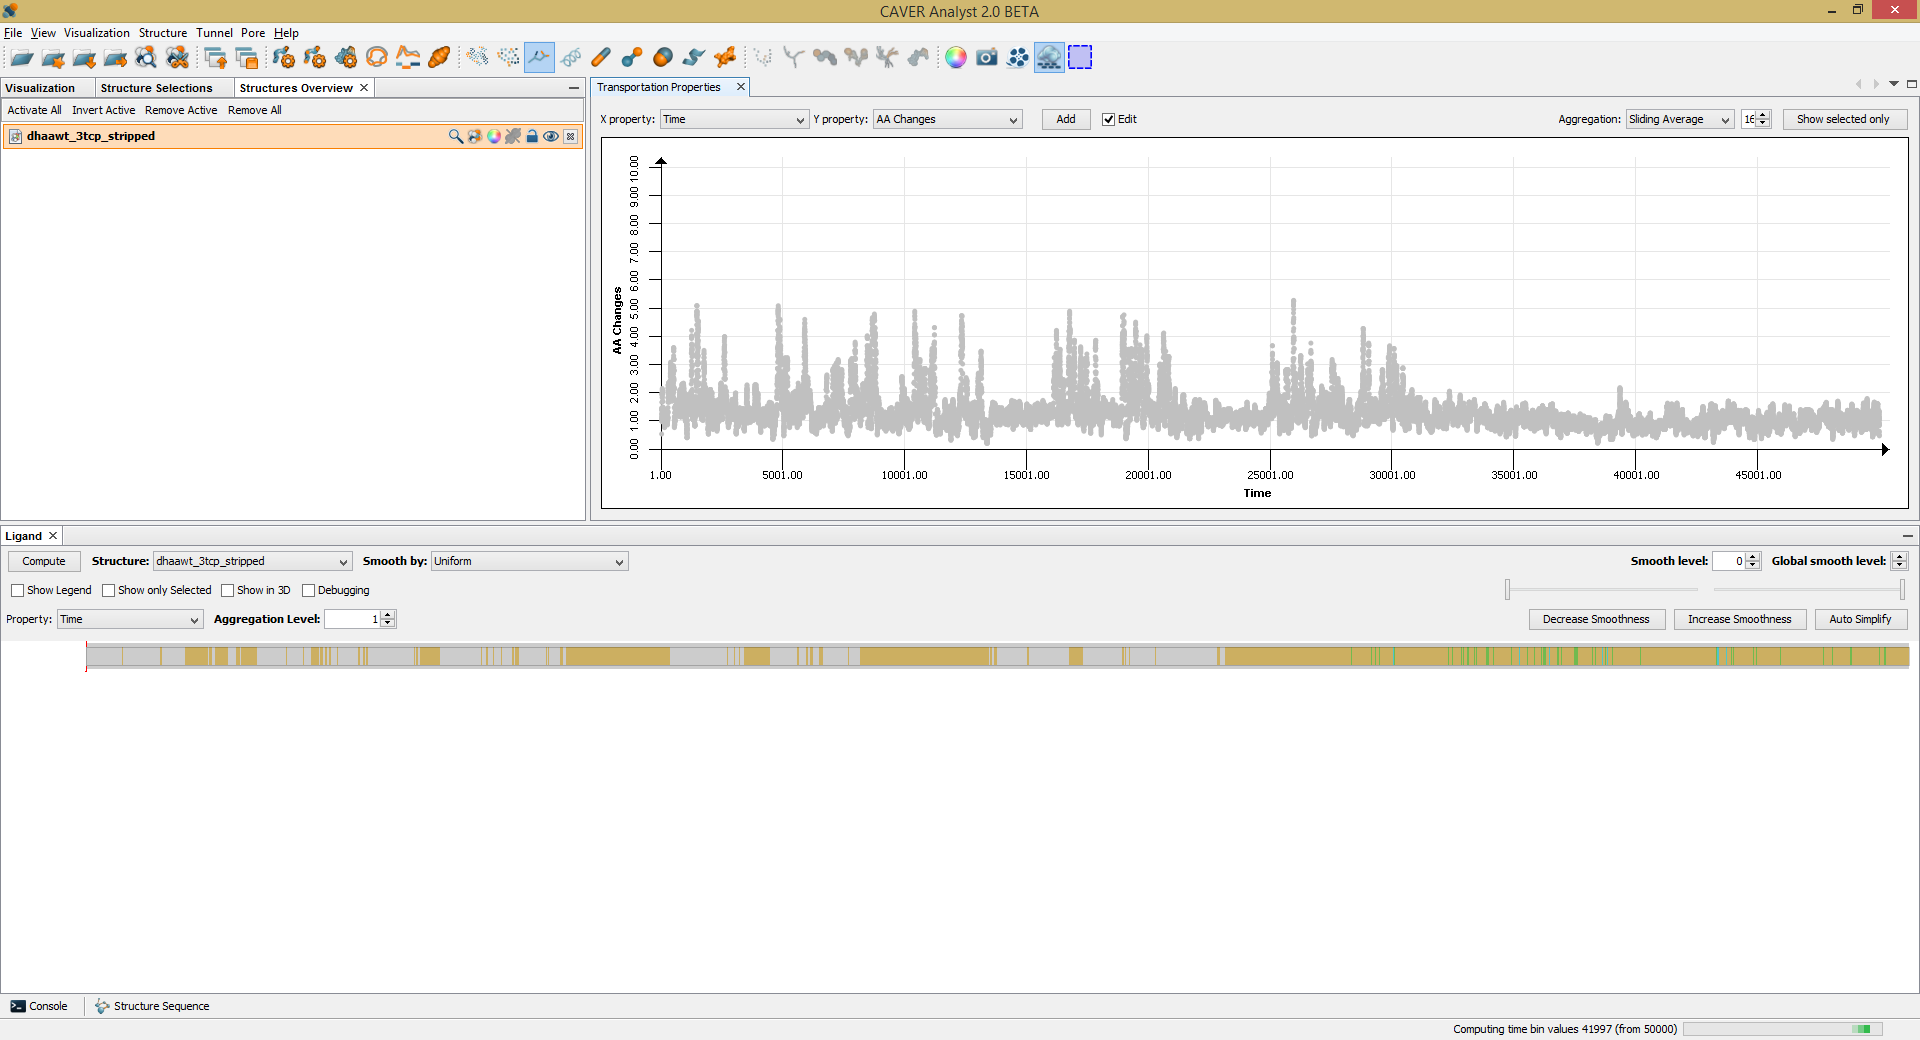 CAVER Analyst 2.0 BETA
File View Visualization Structure Tunnel Pore Help
Visualization Structure Selections Structures Overview
Activate All Invert Active Remove Active Remove All
dhaawt_3tcp_stripped
Transportation Properties
X property: Time Y property: AA Changes Add Edit Aggregation: Sliding Average 16 Show selected only
10.00
9.00
8.00
7.00
6.00
5.00
4.00
3.00
2.00
1.00
0.00
AA Changes
1.00 5001.00 10001.00 15001.00 20001.00 25001.00 30001.00 35001.00 40001.00 45001.00
Time
Ligand
Compute Structure: dhaawt_3tcp_stripped Smooth by: Uniform Smooth level: 0 Global smooth level:
Show Legend Show only Selected Show in 3D Debugging
Property: Time Aggregation Level: 1 Decrease Smoothness Increase Smoothness Auto Simplify
Console Structure Sequence
Computing time bin values 41997 (from 50000)